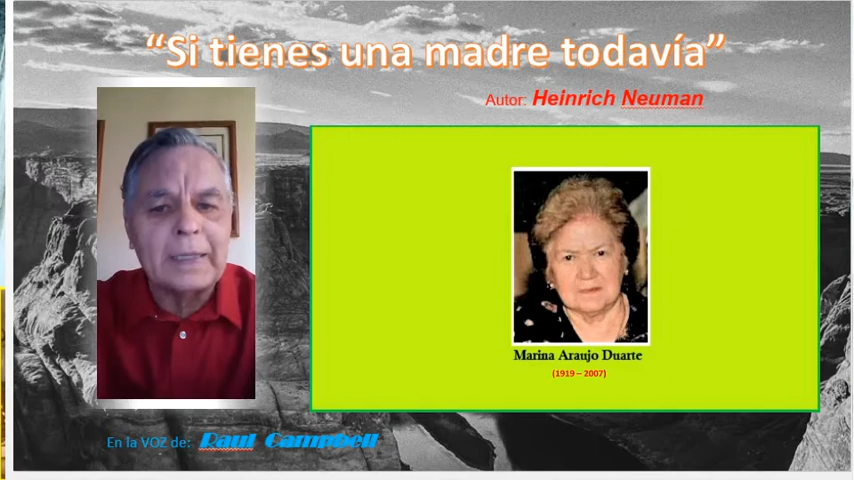 “Si tienes una madre todavía”
Autor: Heinrich Neuman
Marina Araujo Duarte
(1919 – 2007)
En la VOZ de: Raul Campbell